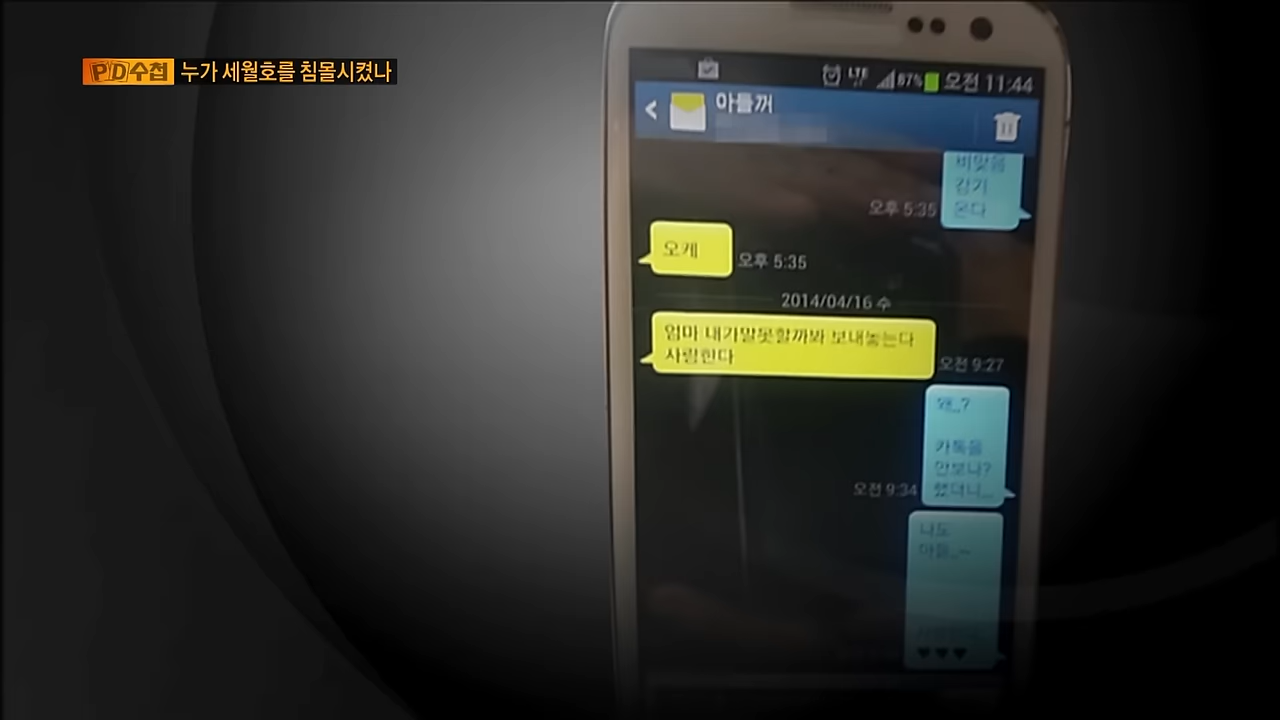 PD수첩 누가 세월호를 침몰시켰나
LTE 87% 오전 11:44
아들꺼
비맞음
감기
온다
오후 5:35
오케
오후 5:35
2014/04/16 수
엄마 내가말못할까봐 보내놓는다
사랑한다
오전 9:27
왜..?
카톡을
안보나?
했더니...
오전 9:34
나도
아들..~
♥♥♥